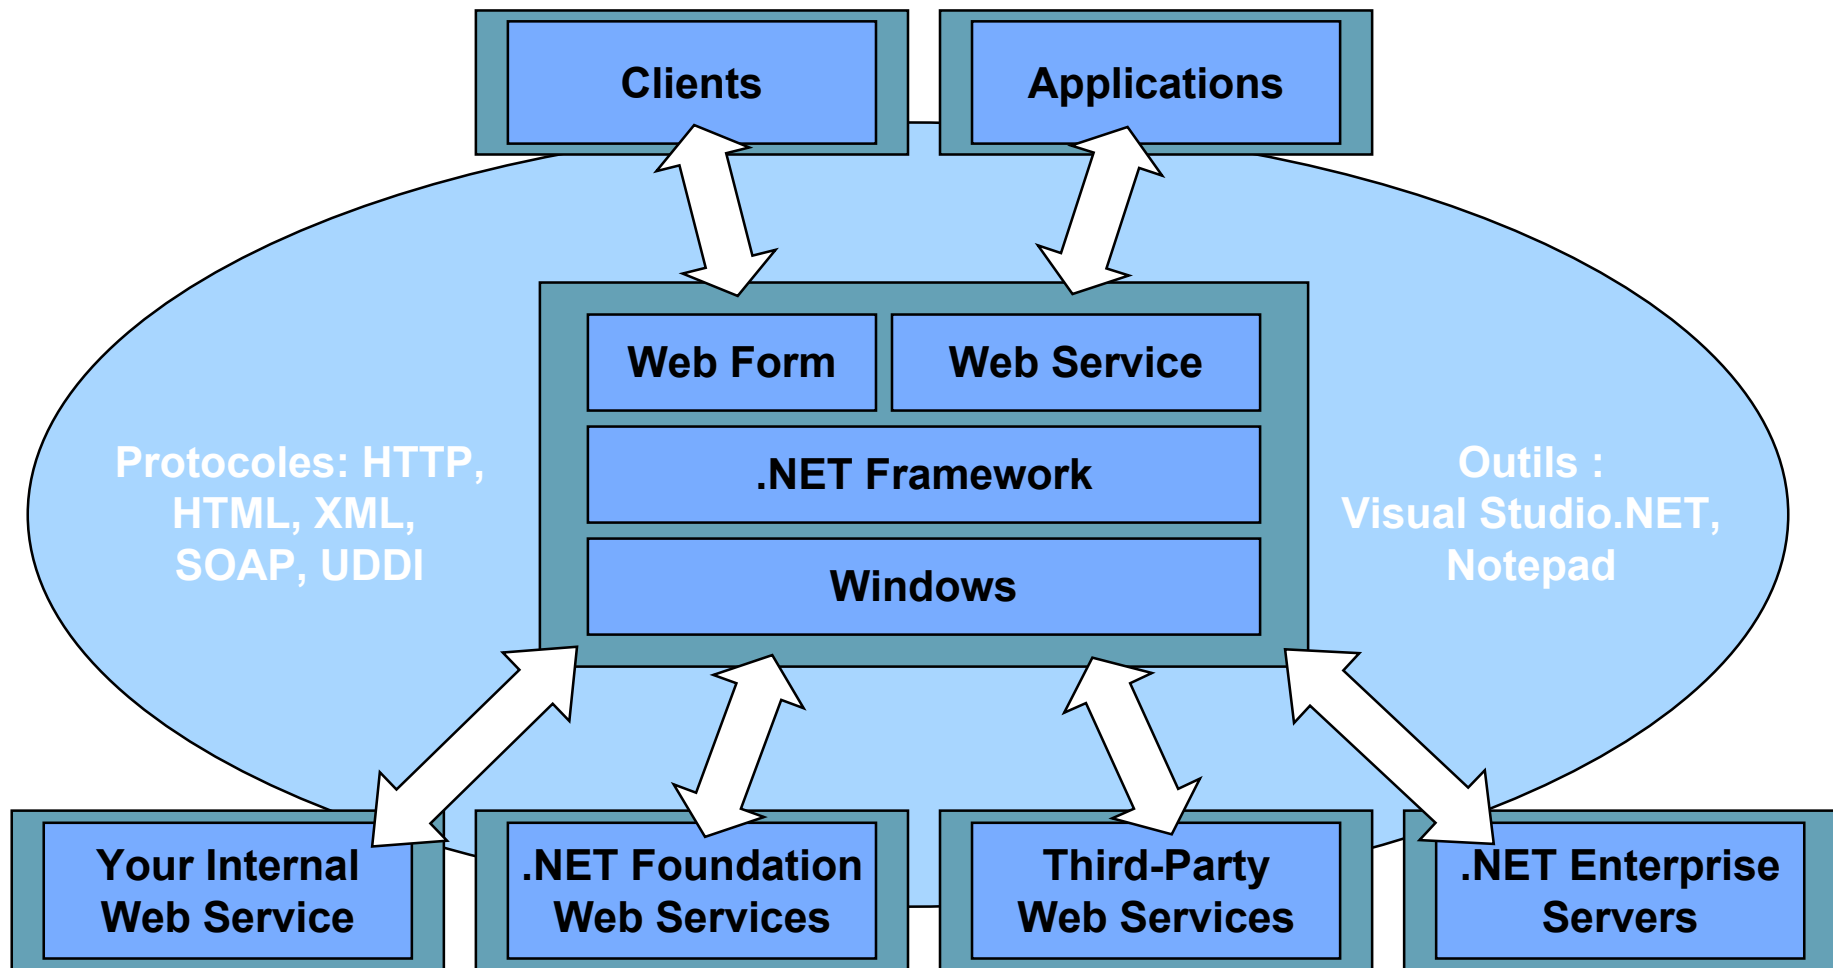 Clients
Applications
Web Form
Web Service
Protocoles: HTTP,
HTML, XML,
SOAP, UDDI
.NET Framework
Outils :
Visual Studio.NET,
Notepad
Windows
Your Internal
Web Service
.NET Foundation
Web Services
Third-Party
Web Services
.NET Enterprise
Servers